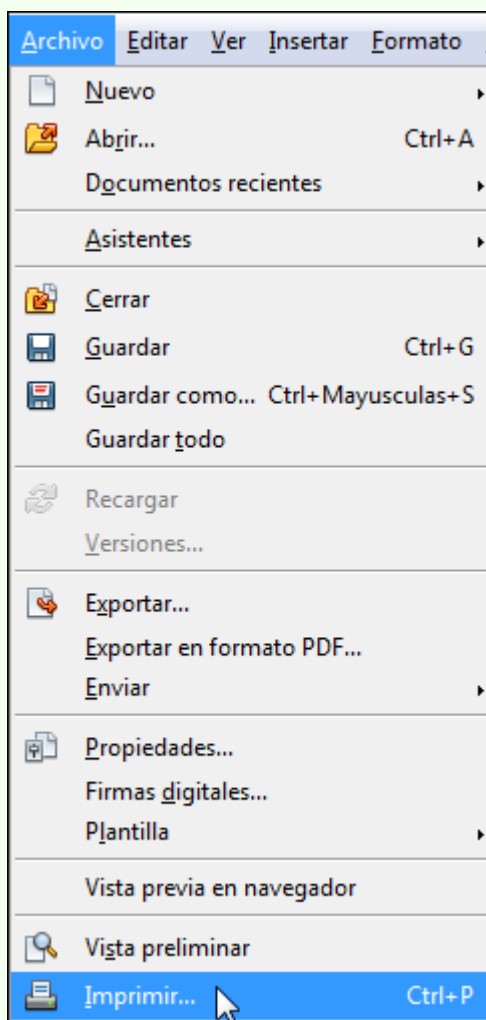 Archivo Editar Ver Insertar Formato
Nuevo
Abrir... Ctrl+A
Documentos recientes
Asistentes
Cerrar
Guardar Ctrl+G
Guardar como... Ctrl+Mayusculas+S
Guardar todo
Recargar
Versiones...
Exportar...
Exportar en formato PDF...
Enviar
Propiedades...
Firmas digitales...
Plantilla
Vista previa en navegador
Vista preliminar
Imprimir... Ctrl+P